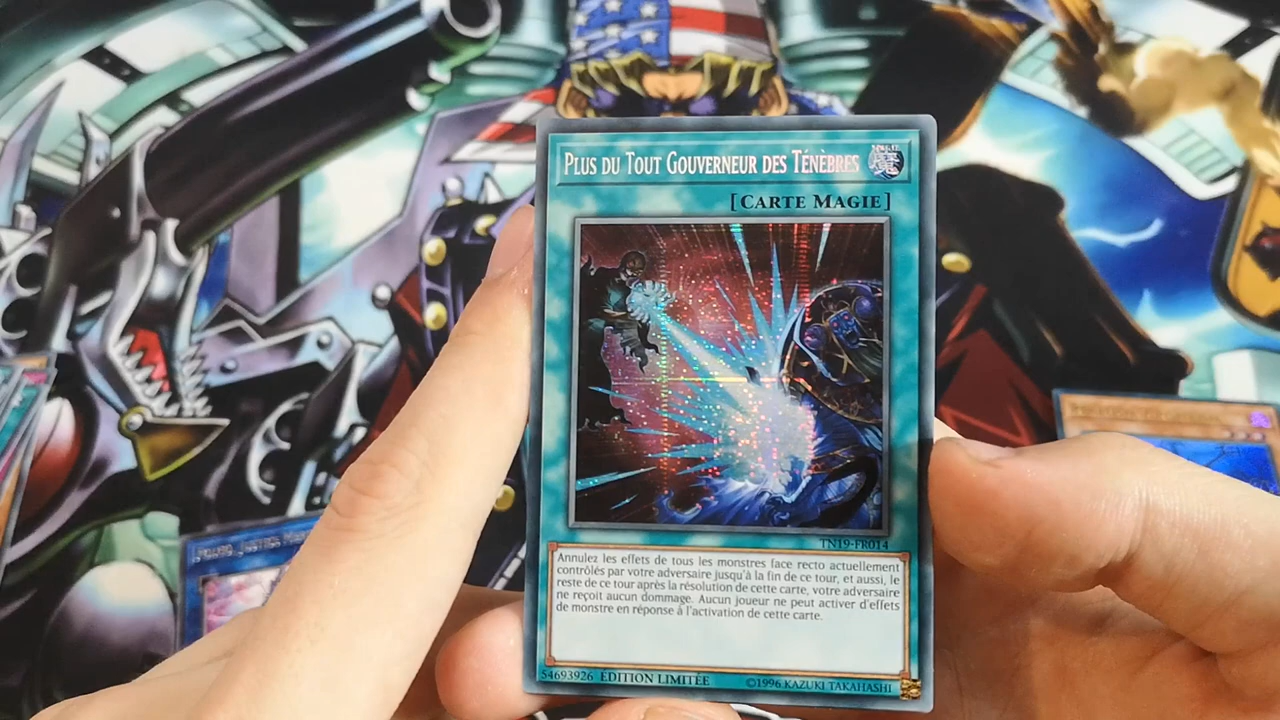 PLUS DU TOUT GOUVERNEUR DES TÉNÈBRES
魔
[CARTE MAGIE]
TN19-FR014
Annulez les effets de tous les monstres face recto actuellement
contrôlés par votre adversaire jusqu'à la fin de ce tour, et aussi, le
reste de ce tour après la résolution de cette carte, votre adversaire
ne reçoit aucun dommage. Aucun joueur ne peut activer d'effets
de monstre en réponse à l'activation de cette carte.
54693926 ÉDITION LIMITÉE ©1996 KAZUKI TAKAHASHI